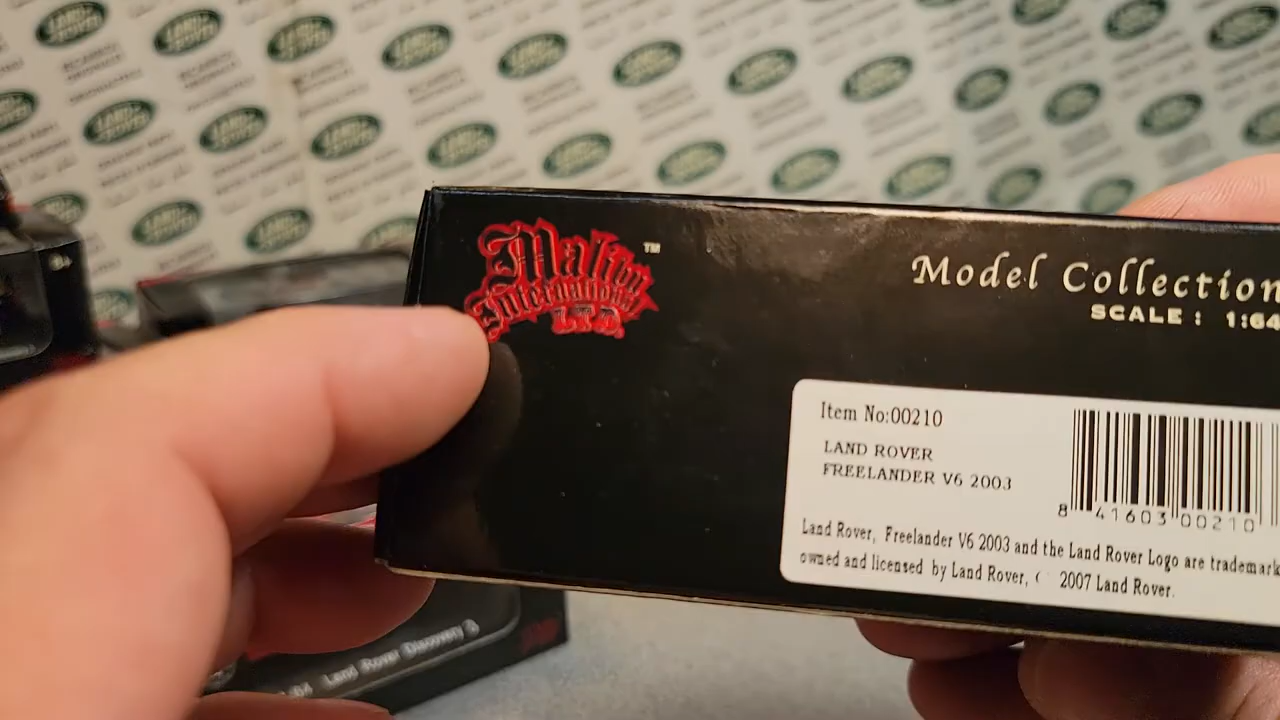 Malibu
International
LTD.
TM
Model Collection
SCALE : 1:64
Item No:00210
LAND ROVER
FREELANDER V6 2003
8 41603 00210
Land Rover, Freelander V6 2003 and the Land Rover Logo are trademark
owned and licensed by Land Rover, ( 2007 Land Rover.
Land Rover Discovery 3